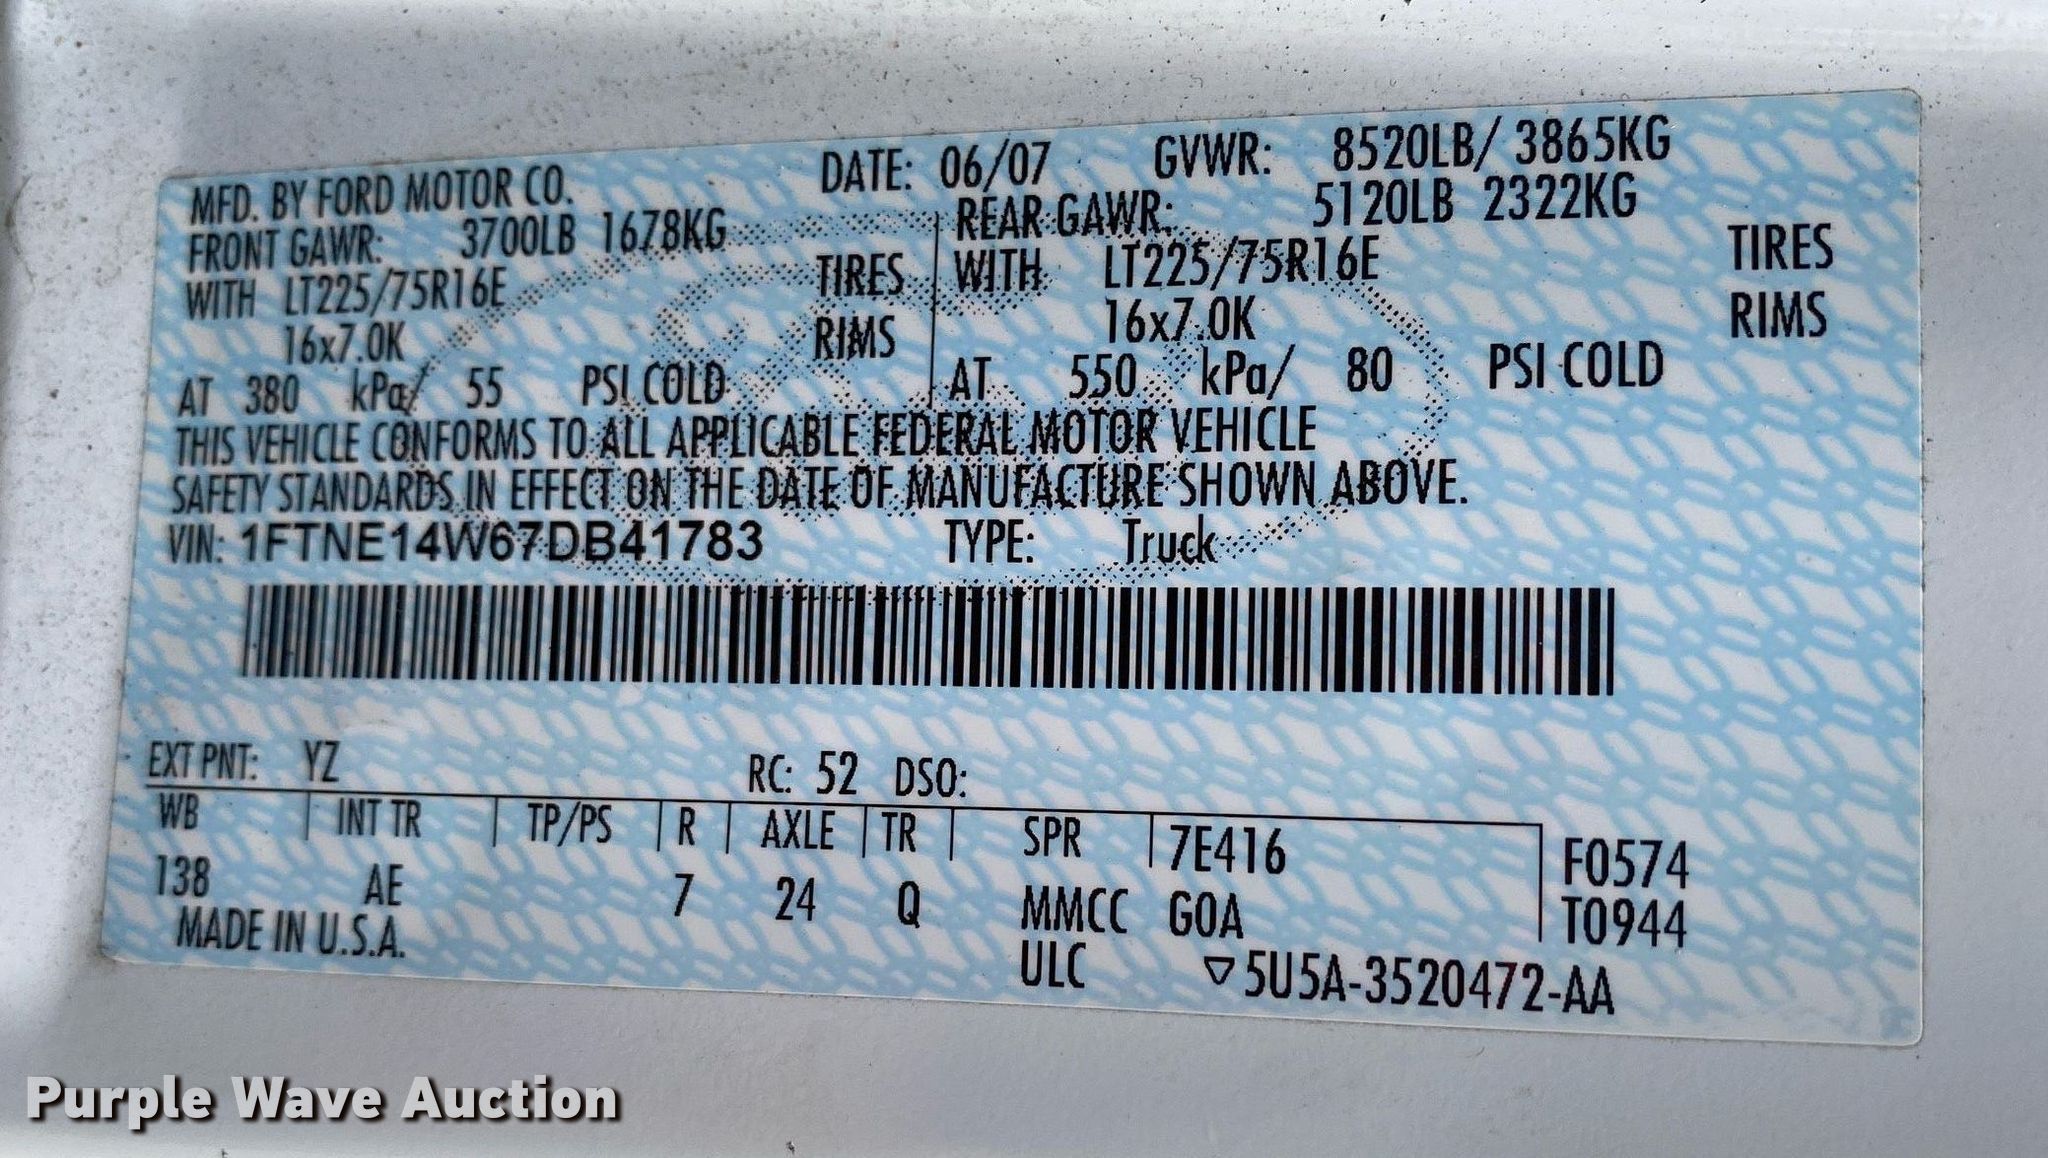 MFD. BY FORD MOTOR CO. DATE: 06/07 GVWR: 8520LB/ 3865KG
FRONT GAWR: 3700LB 1678KG REAR GAWR: 5120LB 2322KG
WITH LT225/75R16E TIRES WITH LT225/75R16E TIRES
16x7.0K RIMS 16x7.0K RIMS
AT 380 kPa/ 55 PSI COLD AT 550 kPa/ 80 PSI COLD
THIS VEHICLE CONFORMS TO ALL APPLICABLE FEDERAL MOTOR VEHICLE
SAFETY STANDARDS IN EFFECT ON THE DATE OF MANUFACTURE SHOWN ABOVE.
VIN: 1FTNE14W67DB41783 TYPE: Truck
EXT PNT: YZ RC: 52 DSO:
WB INT TR TP/PS R AXLE TR SPR 7E416 F0574
138 AE 7 24 Q MMCC GOA T0944
MADE IN U.S.A. ULC ▽5U5A-3520472-AA
Purple Wave Auction